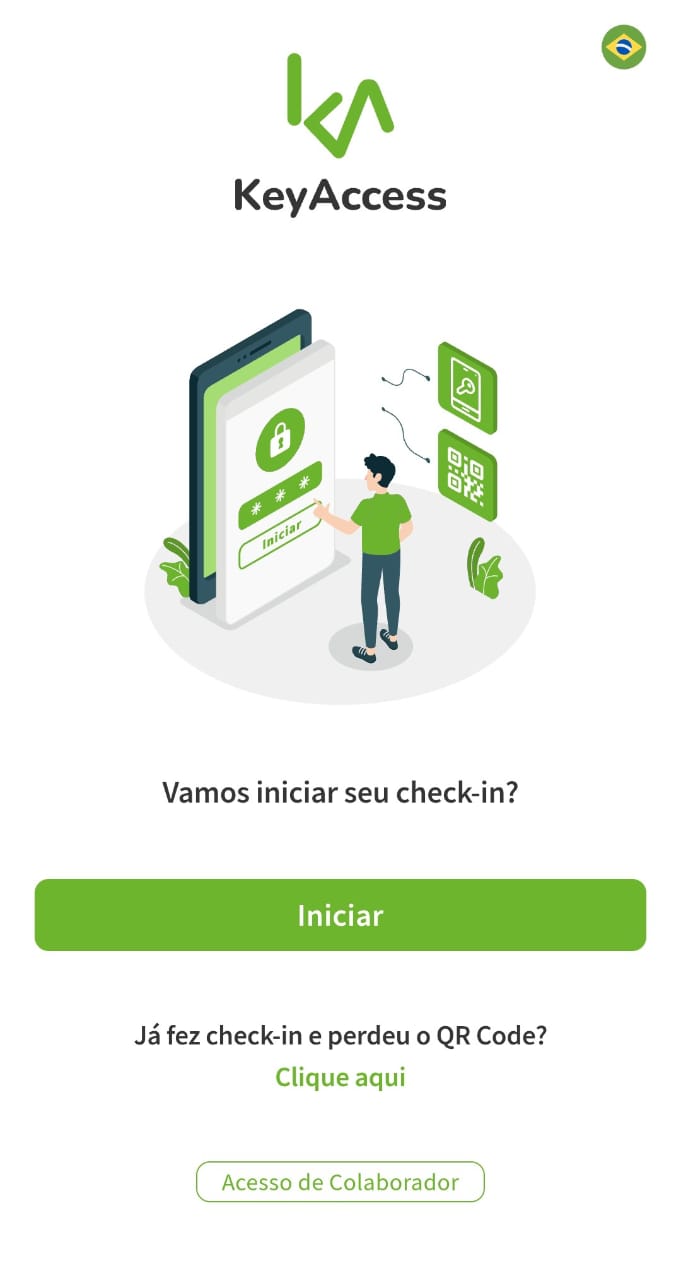 KeyAccess
* * *
Iniciar
Vamos iniciar seu check-in?
Iniciar
Já fez check-in e perdeu o QR Code?
Clique aqui
Acesso de Colaborador